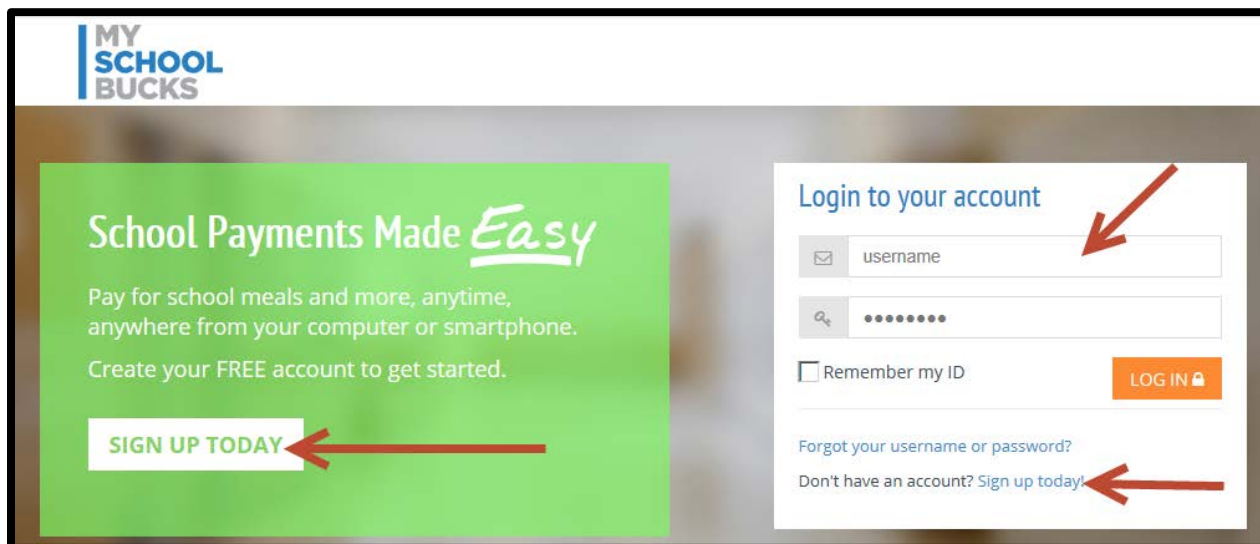 MY
SCHOOL
BUCKS
School Payments Made Easy
Pay for school meals and more, anytime,
anywhere from your computer or smartphone.
Create your FREE account to get started.
SIGN UP TODAY
Login to your account
username
••••••••
Remember my ID
LOG IN
Forgot your username or password?
Don't have an account? Sign up today!